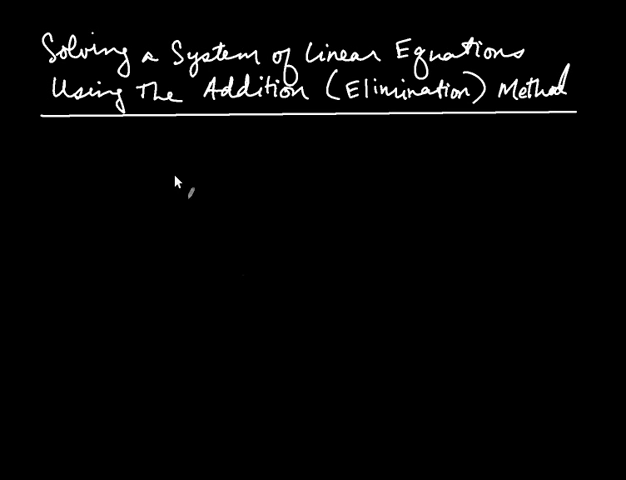 Solving a System of Linear Equations
Using The Addition (Elimination) Method